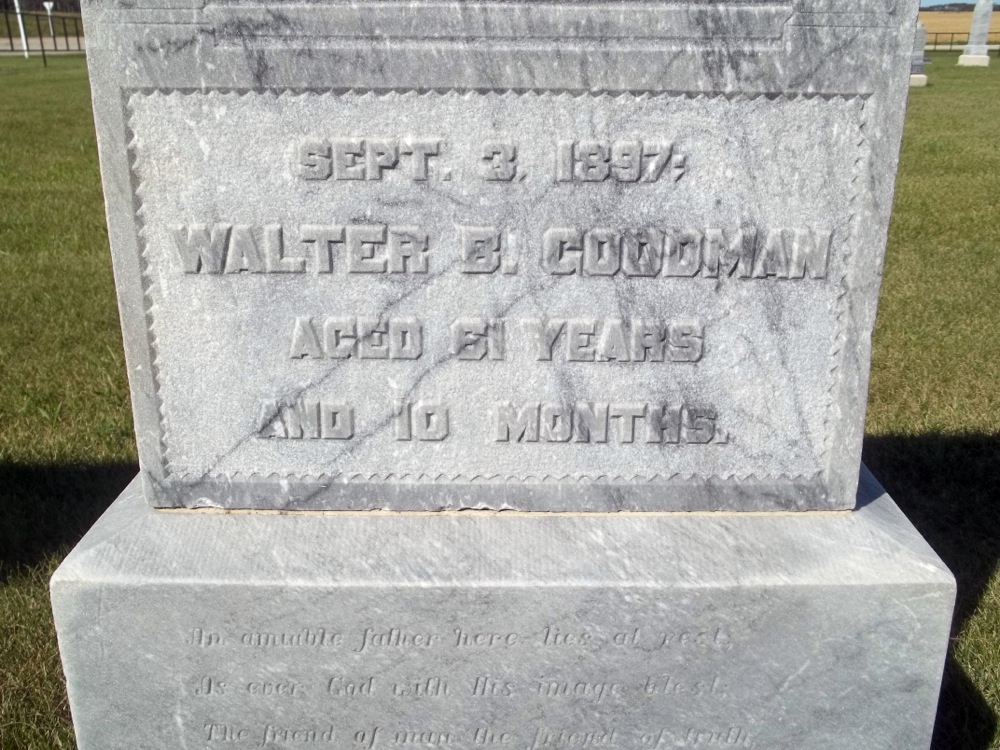 SEPT. 3, 1897;
WALTER B. GOODMAN
AGED 61 YEARS
AND 10 MONTHS.
An amiable father here lies at rest,
As ever God with His image blest;
The friend of man the friend of truth,